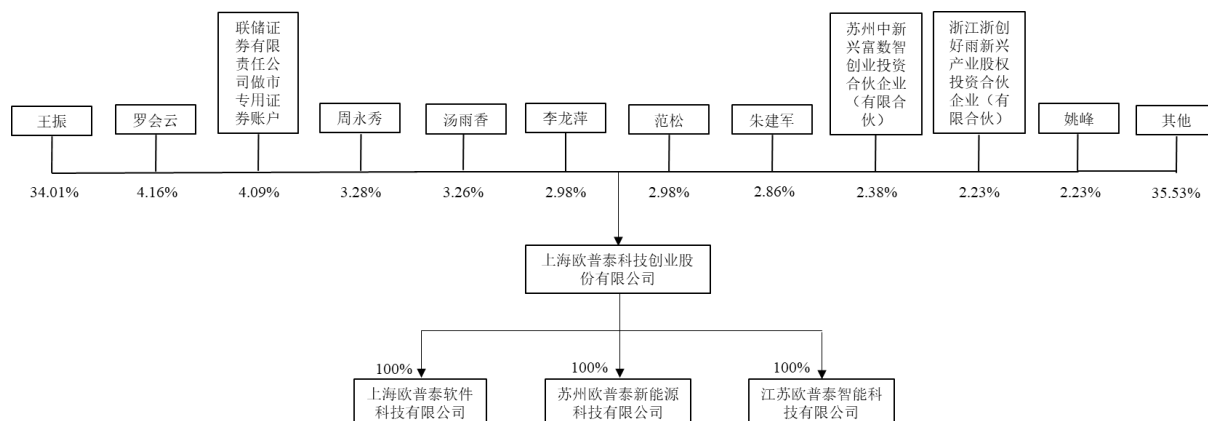 联储证
券有限
责任公
司做市
专用证
券账户
苏州中新
兴富数智
创业投资
合伙企业
（有限合
伙）
浙江浙创
好雨新兴
产业股权
投资合伙
企业（有
限合伙）
王振
罗会云
周永秀
汤雨香
李龙萍
范松
朱建军
姚峰
其他
34.01%
4.16%
4.09%
3.28%
3.26%
2.98%
2.98%
2.86%
2.38%
2.23%
2.23%
35.53%
上海欧普泰科技创业股
份有限公司
100%
100%
100%
上海欧普泰软件
科技有限公司
苏州欧普泰新能源
科技有限公司
江苏欧普泰智能科
技有限公司